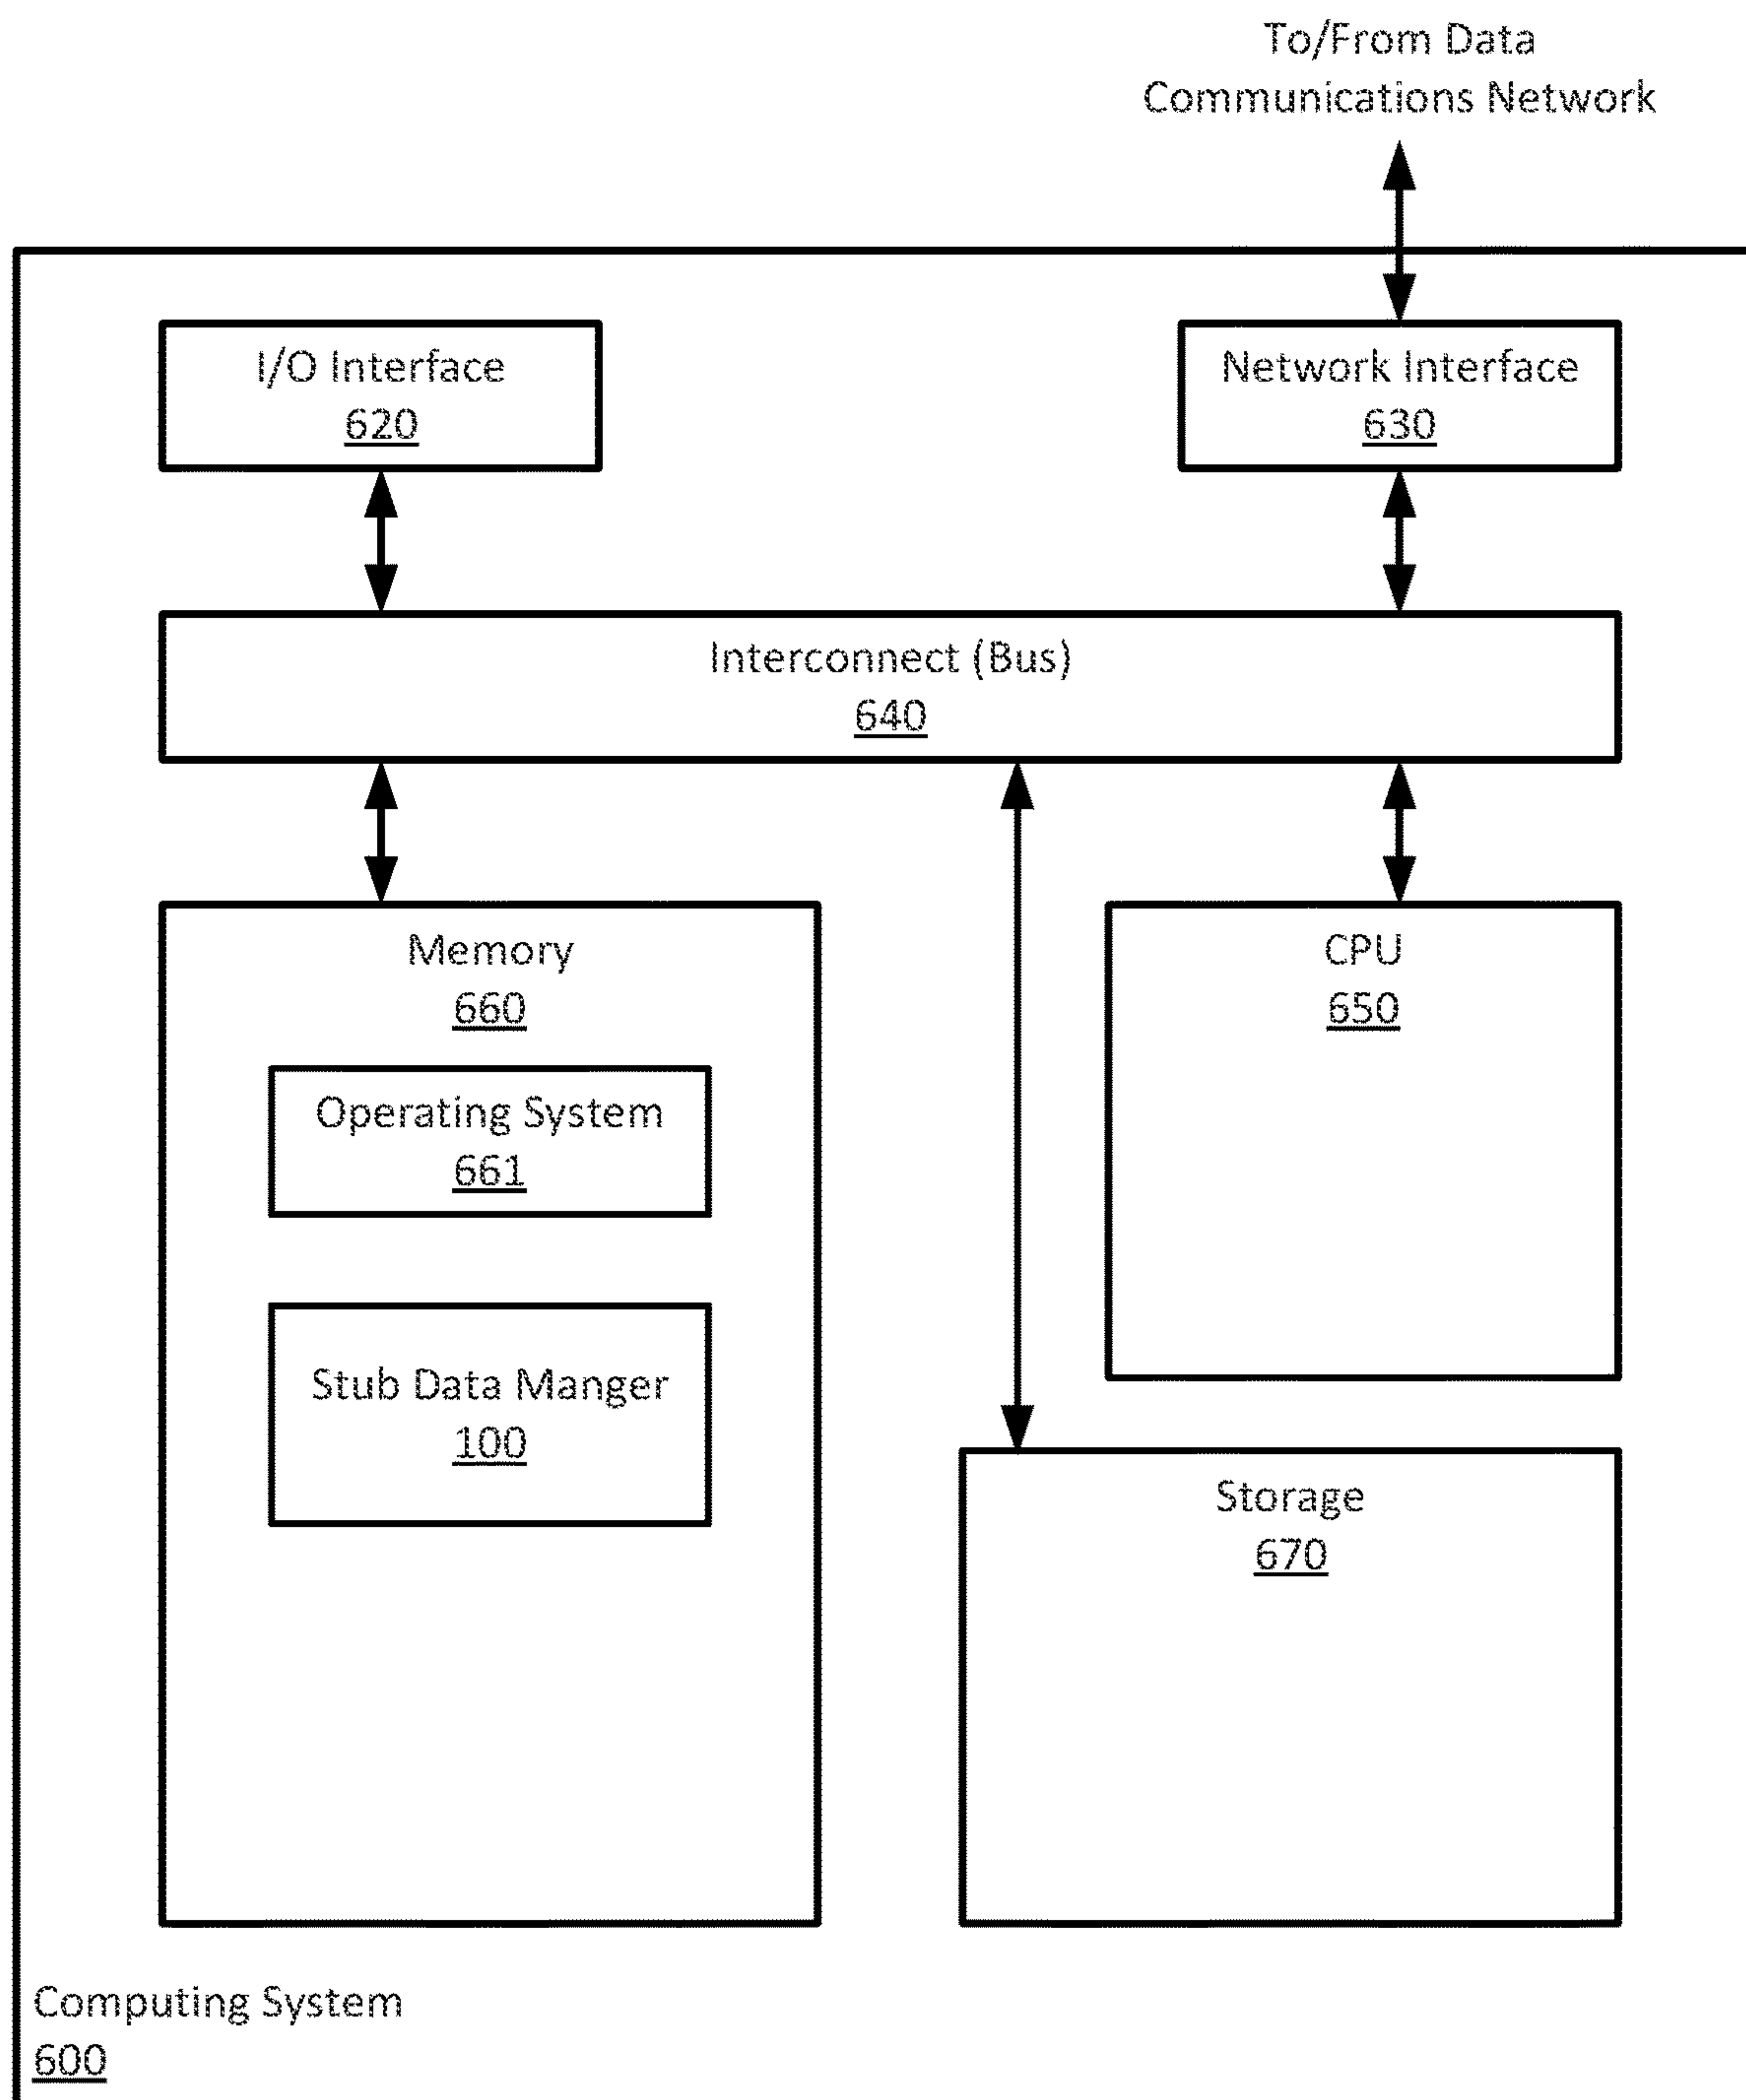 To/From Data
Communications Network
I/O Interface
620
Network Interface
630
Interconnect (Bus)
640
Memory
660
CPU
650
Operating System
661
Stub Data Manger
100
Storage
670
Computing System
600